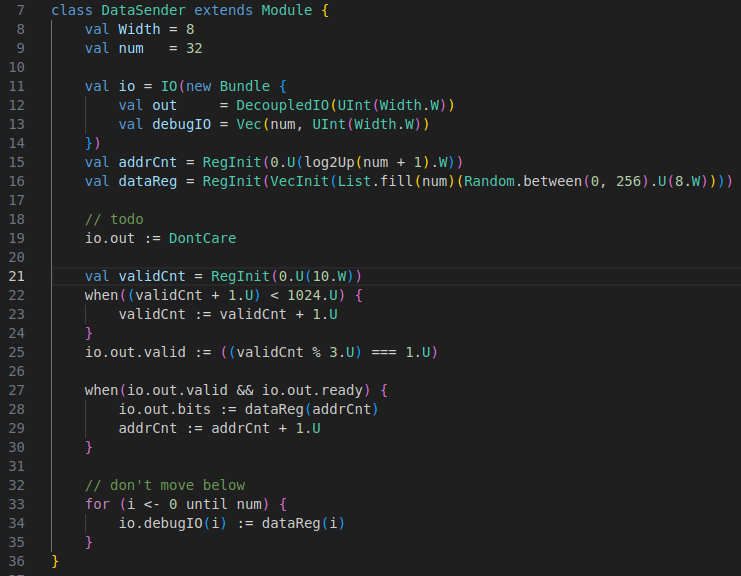 7 class DataSender extends Module {
8     val Width = 8
9     val num   = 32
10
11     val io = IO(new Bundle {
12         val out     = DecoupledIO(UInt(Width.W))
13         val debugIO = Vec(num, UInt(Width.W))
14     })
15     val addrCnt = RegInit(0.U(log2Up(num + 1).W))
16     val dataReg = RegInit(VecInit(List.fill(num)(Random.between(0, 256).U(8.W))))
17
18     // todo
19     io.out := DontCare
20
21     val validCnt = RegInit(0.U(10.W))
22     when((validCnt + 1.U) < 1024.U) {
23         validCnt := validCnt + 1.U
24     }
25     io.out.valid := ((validCnt % 3.U) === 1.U)
26
27     when(io.out.valid && io.out.ready) {
28         io.out.bits := dataReg(addrCnt)
29         addrCnt := addrCnt + 1.U
30     }
31
32     // don't move below
33     for (i <- 0 until num) {
34         io.debugIO(i) := dataReg(i)
35     }
36 }